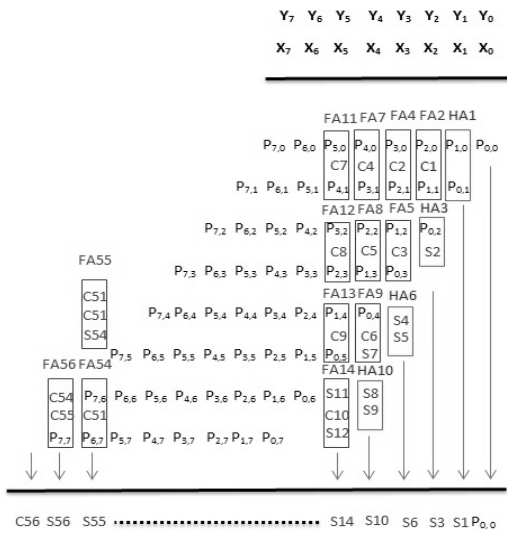 Y7 Y6 Y5 Y4 Y3 Y2 Y1 Y0
X7 X6 X5 X4 X3 X2 X1 X0
FA11 FA7 FA4 FA2 HA1
P7,0 P6,0 P5,0 P4,0 P3,0 P2,0 P1,0 P0,0
C7 C4 C2 C1
P7,1 P6,1 P5,1 P4,1 P3,1 P2,1 P1,1 P0,1
FA12 FA8 FA5 HA3
P7,2 P6,2 P5,2 P4,2 P3,2 P2,2 P1,2 P0,2
C8 C5 C3 S2
FA55
P7,3 P6,3 P5,3 P4,3 P3,3 P2,3 P1,3 P0,3
FA13 FA9 HA6
C51
C51
P7,4 P6,4 P5,4 P4,4 P3,4 P2,4 P1,4 P0,4 S4
S54
C9 C6 S5
P7,5 P6,5 P5,5 P4,5 P3,5 P2,5 P1,5 P0,5 S7
FA56 FA54 FA14 HA10
C54 P7,6 P6,6 P5,6 P4,6 P3,6 P2,6 P1,6 P0,6 S11 S8
C55 C51 C10 S9
P7,7 P6,7 P5,7 P4,7 P3,7 P2,7 P1,7 P0,7 S12
C56 S56 S55 S14 S10 S6 S3 S1 P0,0